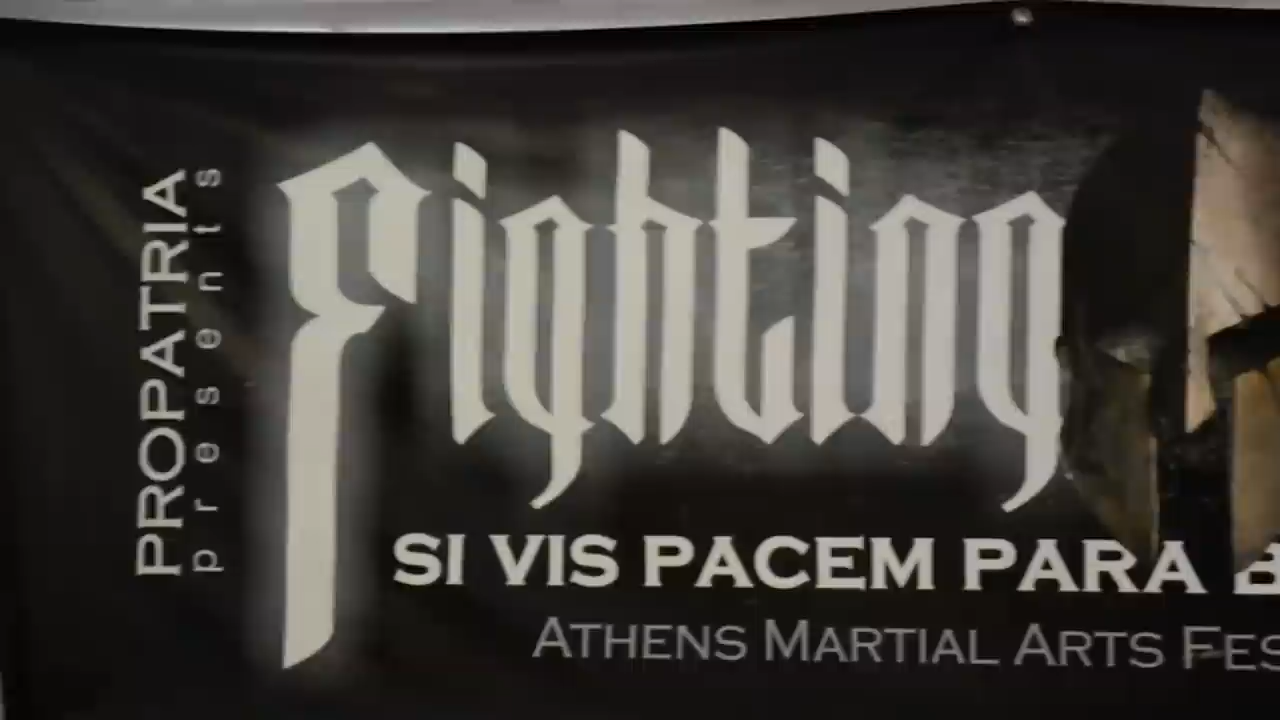 PROPATRIA
presents
Fighting
SI VIS PACEM PARA
ATHENS MARTIAL ARTS